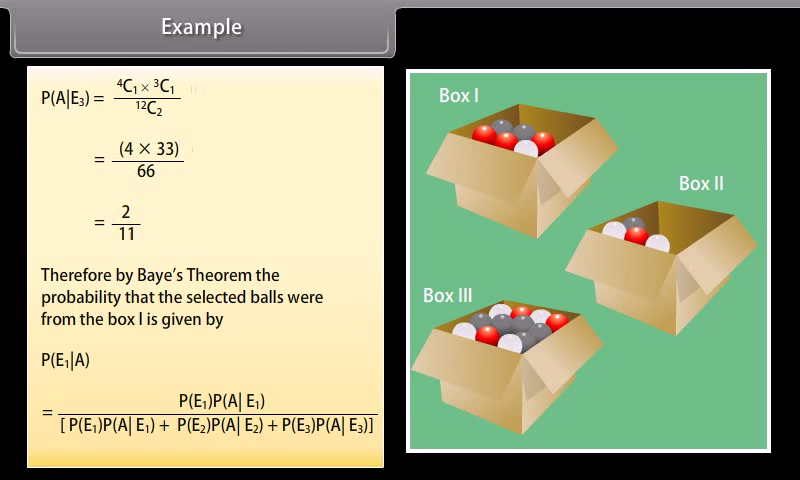 Example
P(A|E₃) = ⁴C₁ × ³C₁ / ¹²C₂
= (4 × 33) / 66
= 2 / 11
Therefore by Baye's Theorem the
probability that the selected balls were
from the box I is given by
P(E₁|A)
= P(E₁)P(A| E₁) / [ P(E₁)P(A| E₁) + P(E₂)P(A| E₂) + P(E₃)P(A| E₃)]
Box I
Box II
Box III